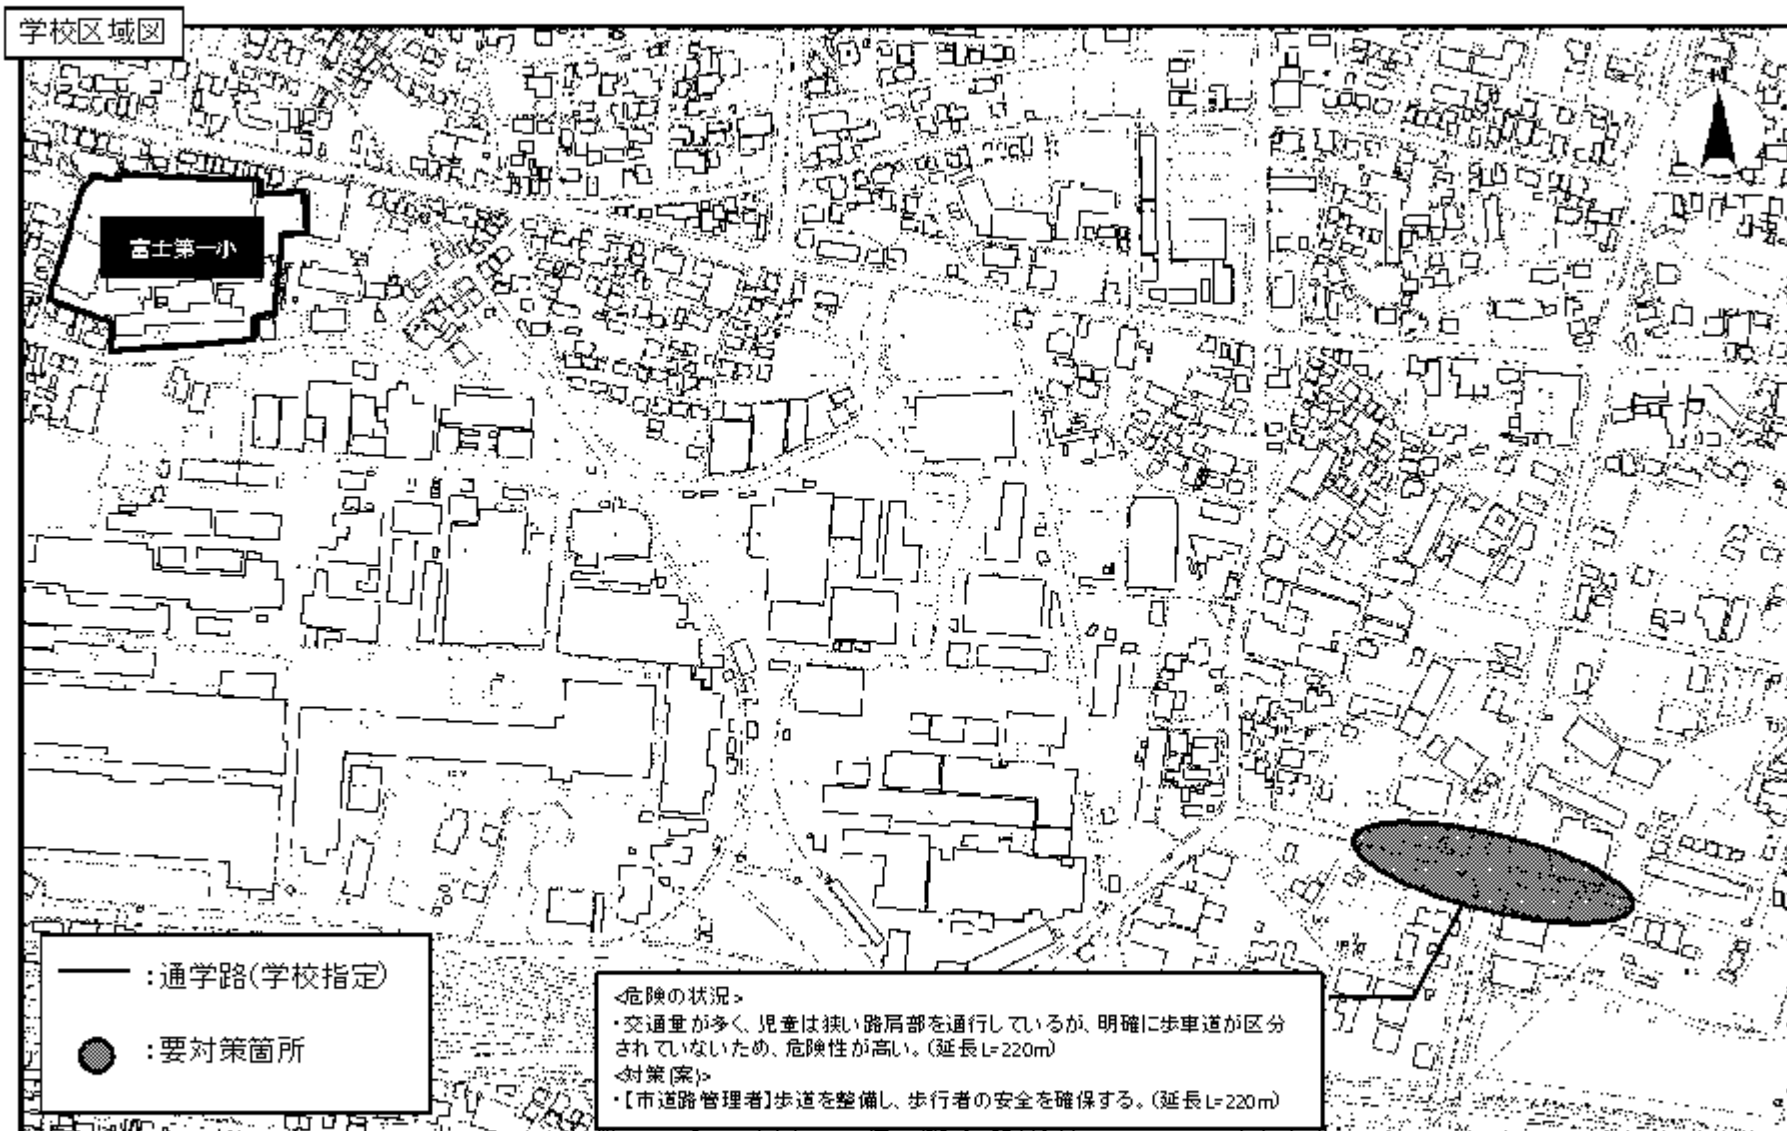 学校区域図
富士第一小
:通学路(学校指定)
:要対策箇所
<危険の状況>
・交通量が多く、児童は狭い路肩部を通行しているが、明確に歩車道が区分
されていないため、危険性が高い。(延長L=220m)
<対策(案)>
・【市道路管理者】歩道を整備し、歩行者の安全を確保する。(延長L=220m)